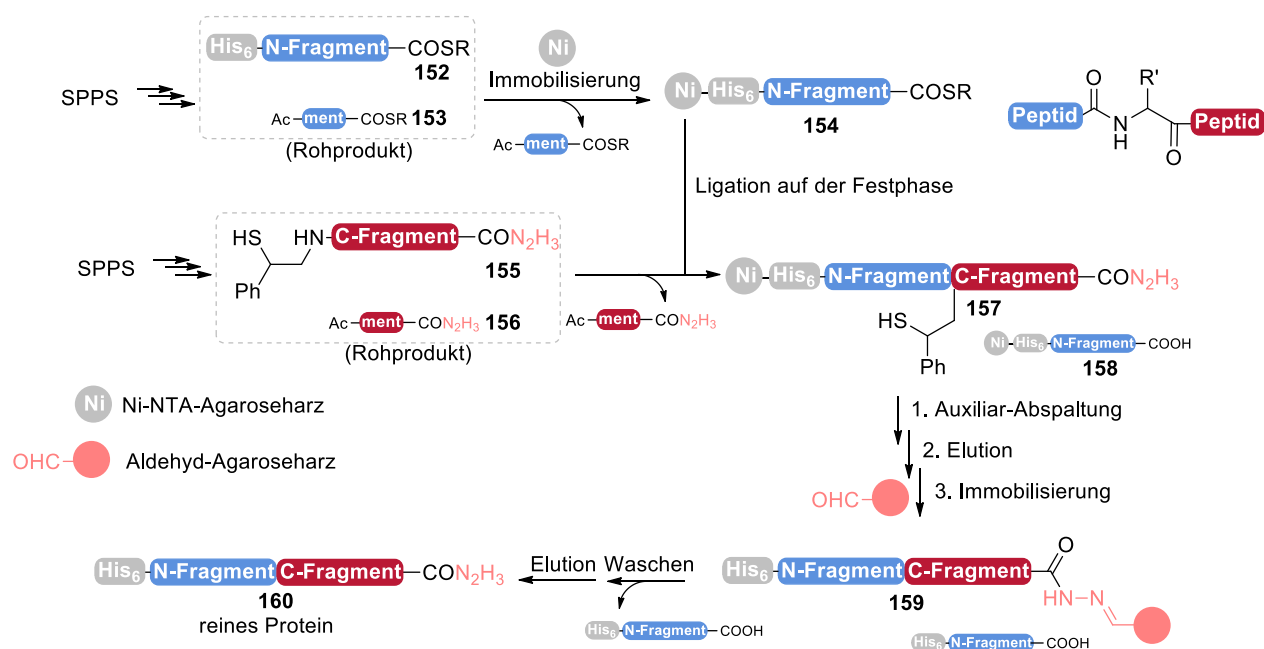 His6 N-Fragment COSR
152
SPPS
Ac ment COSR 153
(Rohprodukt)
Ni
Immobilisierung
Ac ment COSR
Ni His6 N-Fragment COSR
154
O R'
Peptid N H O Peptid
Ligation auf der Festphase
SPPS
HS HN C-Fragment CON2H3
Ph 155
Ac ment CON2H3 156
(Rohprodukt)
Ac ment CON2H3
Ni His6 N-Fragment C-Fragment CON2H3
157
HS
Ph
Ni His6 N-Fragment COOH
158
Ni Ni-NTA-Agaroseharz
OHC Aldehyd-Agaroseharz
1. Auxiliar-Abspaltung
2. Elution
OHC 3. Immobilisierung
His6 N-Fragment C-Fragment CON2H3
160
reines Protein
Elution Waschen
His6 N-Fragment COOH
His6 N-Fragment C-Fragment O
HN N
159
His6 N-Fragment COOH